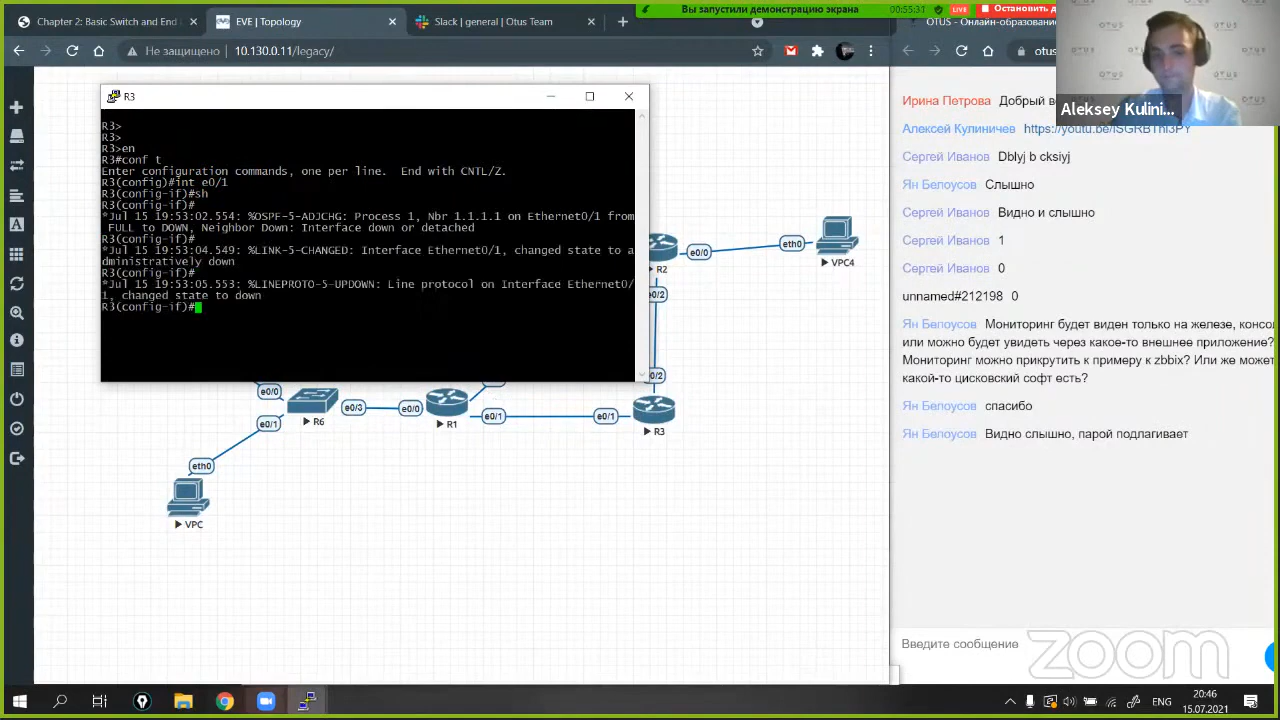 Chapter 2: Basic Switch and End
EVE | Topology
Slack | general | Otus Team
Вы запустили демонстрацию экрана
00:55:31
LIVE
Остановить
Не защищено
10.130.0.11/legacy/
OTUS - Онлайн-образование
otus
R3
R3>
R3>
R3>en
R3#conf t
Enter configuration commands, one per line.  End with CNTL/Z.
R3(config)#int e0/1
R3(config-if)#sh
R3(config-if)#
*Jul 15 19:53:02.554: %OSPF-5-ADJCHG: Process 1, Nbr 1.1.1.1 on Ethernet0/1 from
FULL to DOWN, Neighbor Down: Interface down or detached
R3(config-if)#
*Jul 15 19:53:04.549: %LINK-5-CHANGED: Interface Ethernet0/1, changed state to a
dministratively down
R3(config-if)#
*Jul 15 19:53:05.553: %LINEPROTO-5-UPDOWN: Line protocol on Interface Ethernet0/
1, changed state to down
R3(config-if)#
R2
e0/0
eth0
VPC4
e0/2
e0/2
e0/0
e0/1
R6
e0/3
e0/0
R1
e0/1
e0/1
R3
eth0
VPC
Aleksey Kulini...
Ирина Петрова Добрый
Алексей Кулиничев
Сергей Иванов Dblyj b cksiyj
Ян Белоусов Слышно
Сергей Иванов Видно и слышно
Сергей Иванов 1
Сергей Иванов 0
unnamed#212198 0
Ян Белоусов Мониторинг будет виден только на железе, консол
или можно будет увидеть через какое-то внешнее приложение?
Мониторинг можно прикрутить к примеру к zbbix? Или же может
какой-то цисковский софт есть?
Ян Белоусов спасибо
Ян Белоусов Видно слышно, парой подлагивает
Введите сообщение
zoom
ENG
20:46
15.07.2021